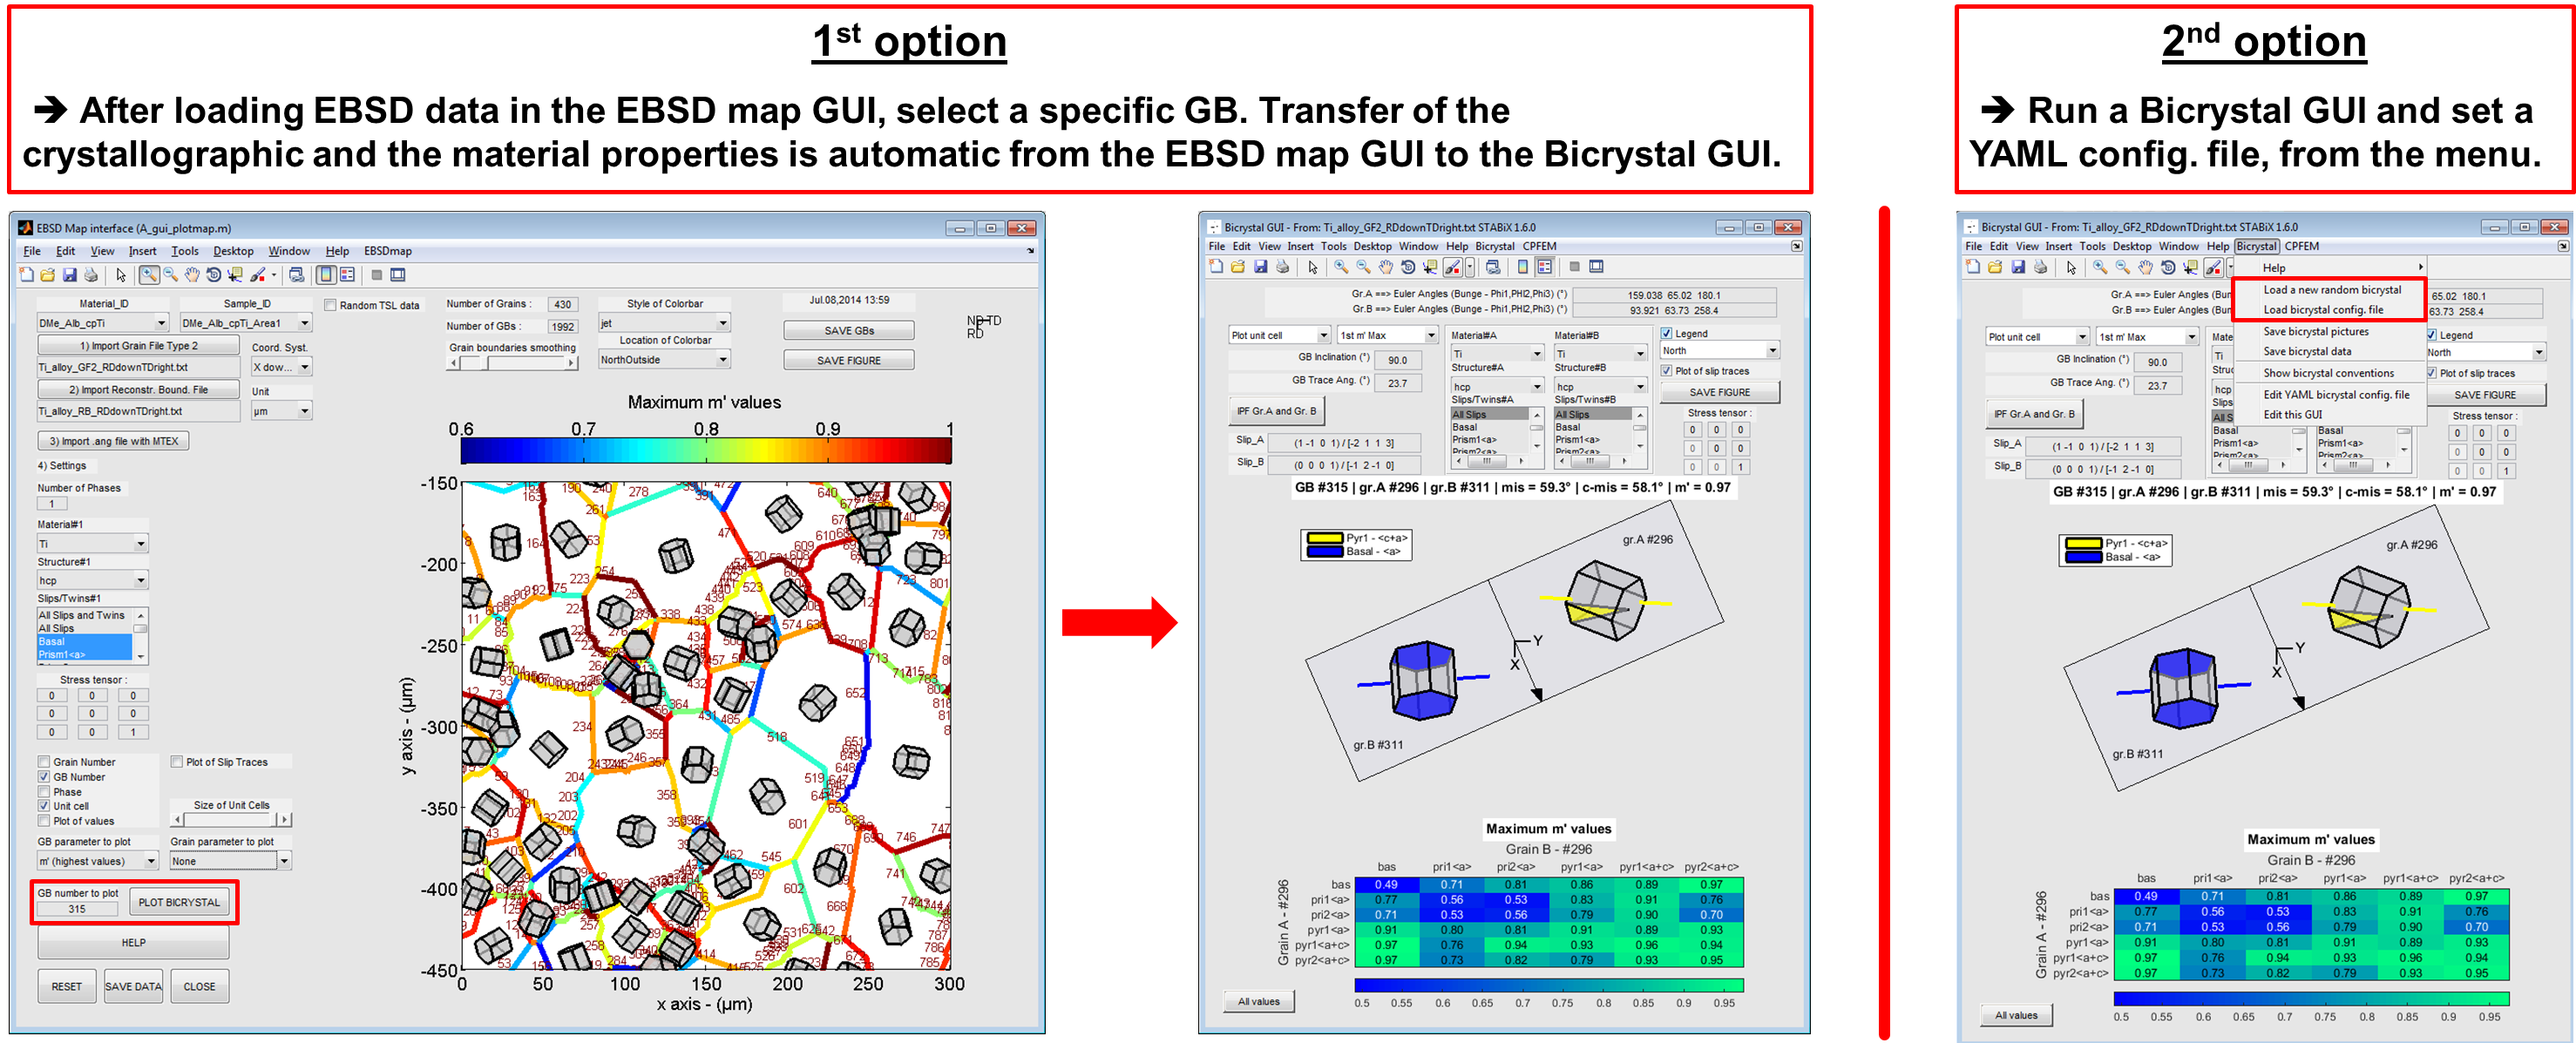 1st option
➔ After loading EBSD data in the EBSD map GUI, select a specific GB. Transfer of the
crystallographic and the material properties is automatic from the EBSD map GUI to the Bicrystal GUI.
2nd option
➔ Run a Bicrystal GUI and set a
YAML config. file, from the menu.
EBSD Map interface (A_gui_plotmap.m)
File Edit View Insert Tools Desktop Window Help EBSDmap
Material_ID Sample_ID Random TSL data
DMe_Alb_cpTi DMe_Alb_cpTi_Area1
1) Import Grain File Type 2 Coord. Syst.
Ti_alloy_GF2_RDdownTDright.txt X dow...
2) Import Reconstr. Bound. File Unit
Ti_alloy_RB_RDdownTDright.txt µm
3) Import .ang file with MTEX
4) Settings
Number of Phases
1
Material#1
Ti
Structure#1
hcp
Slips/Twins#1
All Slips and Twins
All Slips
Basal
Prism1<a>
Stress tensor :
0 0 0
0 0 0
0 0 1
Grain Number Plot of Slip Traces
GB Number
Phase
Unit cell Size of Unit Cells
Plot of values
GB parameter to plot Grain parameter to plot
m' (highest values) None
GB number to plot
315 PLOT BICRYSTAL
HELP
RESET SAVE DATA CLOSE
Number of Grains : 430
Number of GBs : 1992
Grain boundaries smoothing
Style of Colorbar
jet
Location of Colorbar
NorthOutside
Jul.08,2014 13:59
SAVE GBs
SAVE FIGURE
RD
Maximum m' values
0.6 0.7 0.8 0.9 1
-150
-200
-250
-300
-350
-400
-450
0 50 100 150 200 250 300
x axis - (µm)
y axis - (µm)
Bicrystal GUI - From: Ti_alloy_GF2_RDdownTDright.txt STABiX 1.6.0
File Edit View Insert Tools Desktop Window Help Bicrystal CPFEM
Gr.A ==> Euler Angles (Bunge - Phi1,PHI2,Phi3) (°) 159.038 65.02 180.1
Gr.B ==> Euler Angles (Bunge - Phi1,PHI2,Phi3) (°) 93.921 63.73 258.4
Plot unit cell 1st m' Max Material#A Material#B Legend
GB Inclination (°) 90.0 Ti Ti North
Structure#A Structure#B Plot of slip traces
GB Trace Ang. (°) 23.7 hcp hcp SAVE FIGURE
Slips/Twins#A Slips/Twins#B
IPF Gr.A and Gr. B All Slips All Slips Stress tensor :
Basal Basal 0 0 0
Slip_A (1 -1 0 1) / [-2 1 1 3] Prism1<a> Prism1<a> 0 0 0
Slip_B (0 0 0 1) / [-1 2 -1 0] Prism2<a> Prism2<a> 0 0 1
GB #315 | gr.A #296 | gr.B #311 | mis = 59.3° | c-mis = 58.1° | m' = 0.97
Pyr1 - <c+a>
Basal - <a>
gr.A #296
Y
X
gr.B #311
Maximum m' values
Grain B - #296
bas pri1<a> pri2<a> pyr1<a> pyr1<a+c> pyr2<a+c>
bas 0.49 0.71 0.81 0.86 0.89 0.97
pri1<a> 0.77 0.56 0.53 0.83 0.91 0.76
pri2<a> 0.71 0.53 0.56 0.79 0.90 0.70
pyr1<a> 0.91 0.80 0.81 0.91 0.89 0.93
pyr1<a+c> 0.97 0.76 0.94 0.93 0.96 0.94
pyr2<a+c> 0.97 0.73 0.82 0.79 0.93 0.95
Grain A - #296
0.5 0.55 0.6 0.65 0.7 0.75 0.8 0.85 0.9 0.95
All values
Bicrystal GUI - From: Ti_alloy_GF2_RDdownTDright.txt STABiX 1.6.0
File Edit View Insert Tools Desktop Window Help Bicrystal CPFEM
Help
Load a new random bicrystal
Load bicrystal config. file
Save bicrystal pictures
Save bicrystal data
Show bicrystal conventions
Edit YAML bicrystal config. file
Edit this GUI
Gr.A ==> Euler Angles (Bun 65.02 180.1
Gr.B ==> Euler Angles (Bun 63.73 258.4
Plot unit cell 1st m' Max Mate Legend
GB Inclination (°) 90.0 Ti North
Struc Plot of slip traces
GB Trace Ang. (°) 23.7 hcp SAVE FIGURE
Slips
IPF Gr.A and Gr. B All S Stress tensor :
Basal Basal 0 0 0
Slip_A (1 -1 0 1) / [-2 1 1 3] Prism1<a> Prism1<a> 0 0 0
Slip_B (0 0 0 1) / [-1 2 -1 0] Prism2<a> Prism2<a> 0 0 1
GB #315 | gr.A #296 | gr.B #311 | mis = 59.3° | c-mis = 58.1° | m' = 0.97
Pyr1 - <c+a>
Basal - <a>
gr.A #296
Y
X
gr.B #311
Maximum m' values
Grain B - #296
bas pri1<a> pri2<a> pyr1<a> pyr1<a+c> pyr2<a+c>
bas 0.49 0.71 0.81 0.86 0.89 0.97
pri1<a> 0.77 0.56 0.53 0.83 0.91 0.76
pri2<a> 0.71 0.53 0.56 0.79 0.90 0.70
pyr1<a> 0.91 0.80 0.81 0.91 0.89 0.93
pyr1<a+c> 0.97 0.76 0.94 0.93 0.96 0.94
pyr2<a+c> 0.97 0.73 0.82 0.79 0.93 0.95
Grain A - #296
0.5 0.55 0.6 0.65 0.7 0.75 0.8 0.85 0.9 0.95
All values